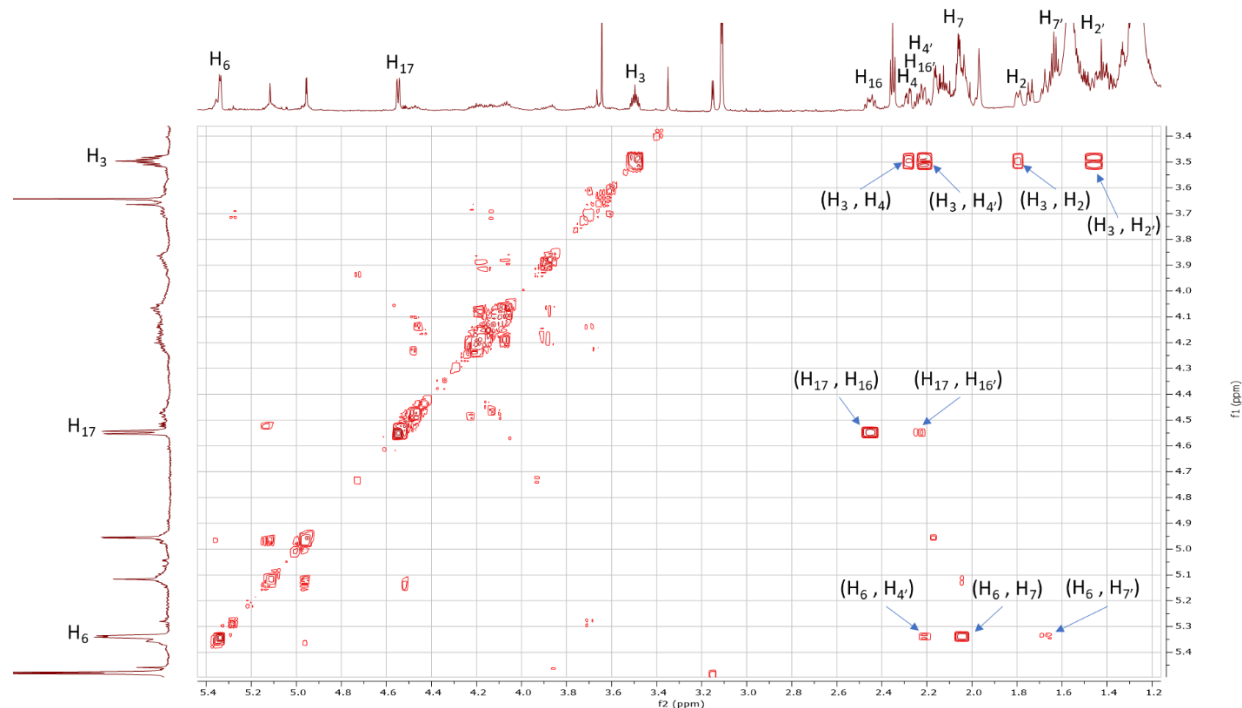 H6
H17
H3
H16
H4
H4'
H16'
H7
H2
H7'
H2'
H3
H17
H6
(H3 , H4)
(H3 , H4')
(H3 , H2)
(H3 , H2')
(H17 , H16)
(H17 , H16')
(H6 , H4')
(H6 , H7)
(H6 , H7')
3.4
3.5
3.6
3.7
3.8
3.9
4.0
4.1
4.2
4.3
4.4
4.5
4.6
4.7
4.8
4.9
5.0
5.1
5.2
5.3
5.4
f1 (ppm)
5.4 5.2 5.0 4.8 4.6 4.4 4.2 4.0 3.8 3.6 3.4 3.2 3.0 2.8 2.6 2.4 2.2 2.0 1.8 1.6 1.4 1.2
f2 (ppm)